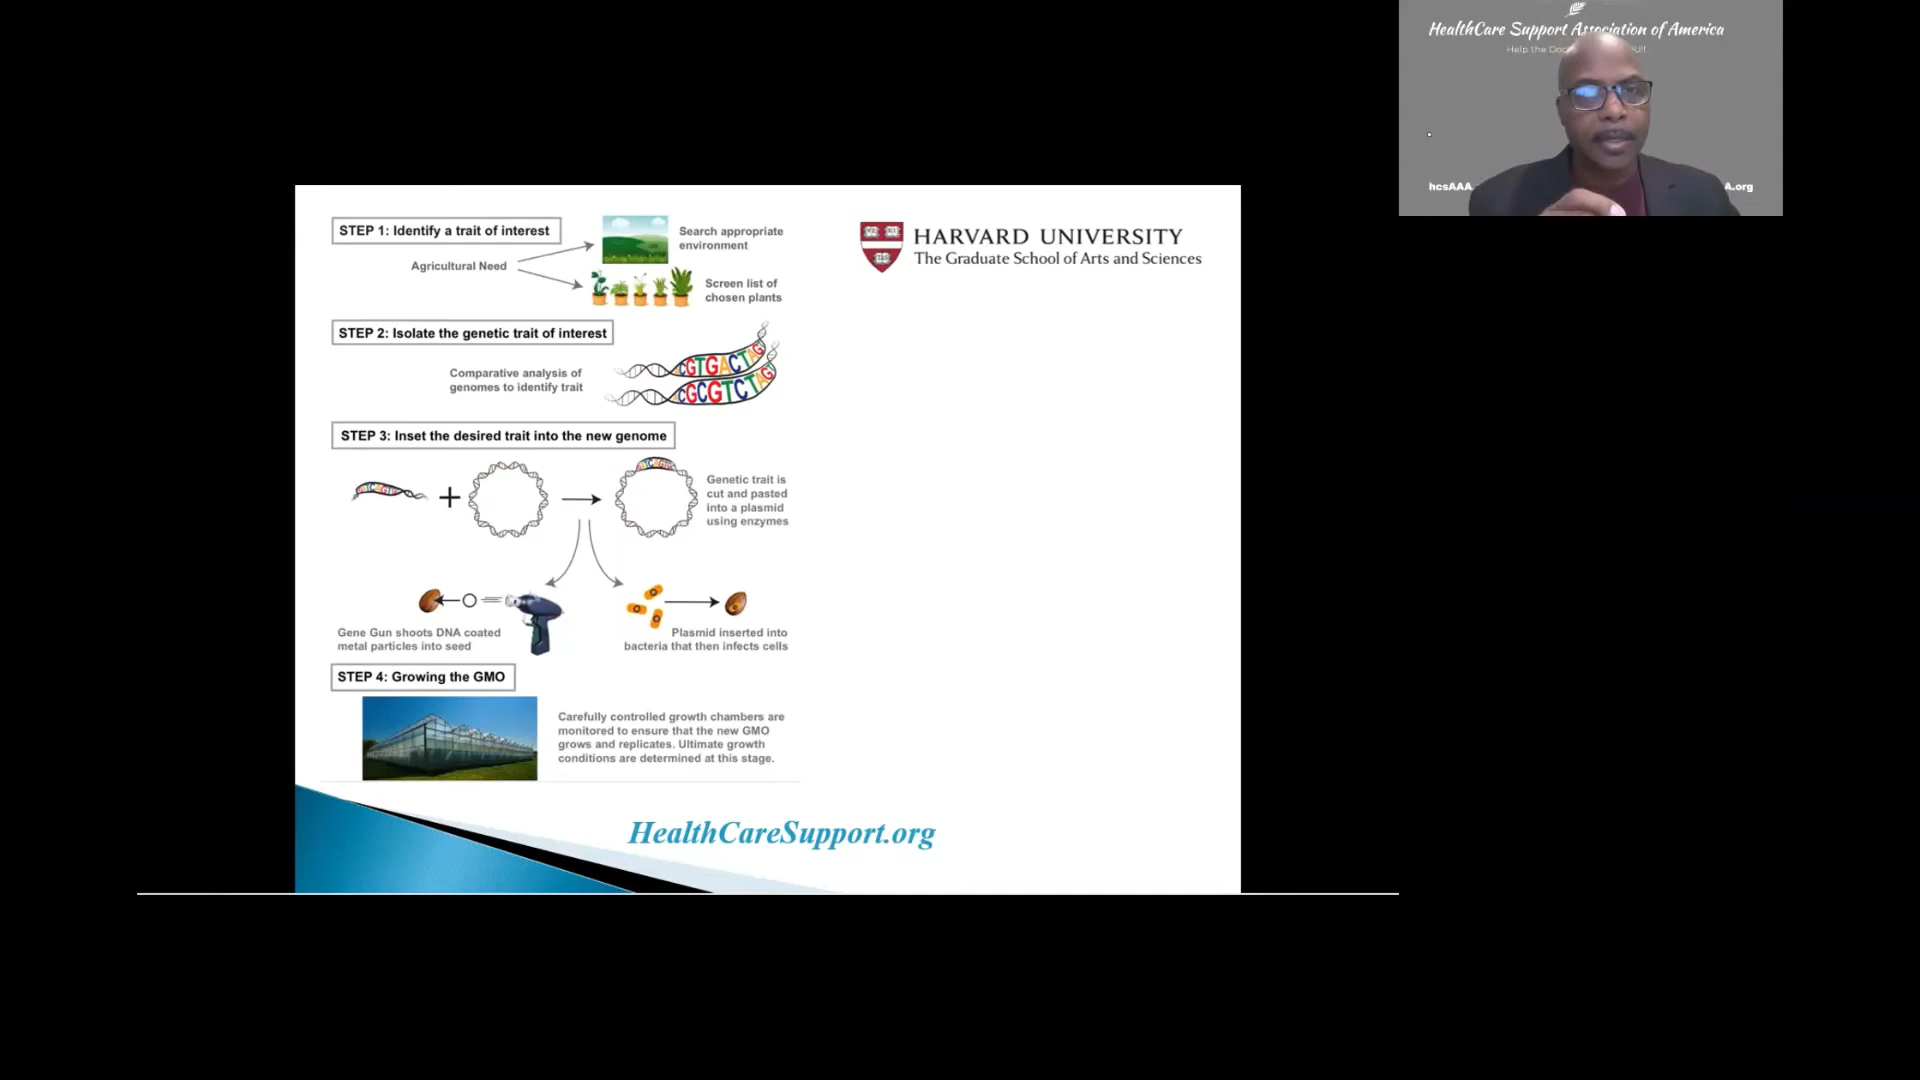 HealthCare Support Association of America
Help the Doc
U!!
hcsAAA
A.org
STEP 1: Identify a trait of interest
Agricultural Need
Search appropriate
environment
Screen list of
chosen plants
HARVARD UNIVERSITY
The Graduate School of Arts and Sciences
STEP 2: Isolate the genetic trait of interest
Comparative analysis of
genomes to identify trait
CGTGACTAG
CGCGTCTAG
STEP 3: Inset the desired trait into the new genome
+
Genetic trait is
cut and pasted
into a plasmid
using enzymes
Gene Gun shoots DNA coated
metal particles into seed
Plasmid inserted into
bacteria that then infects cells
STEP 4: Growing the GMO
Carefully controlled growth chambers are
monitored to ensure that the new GMO
grows and replicates. Ultimate growth
conditions are determined at this stage.
HealthCareSupport.org